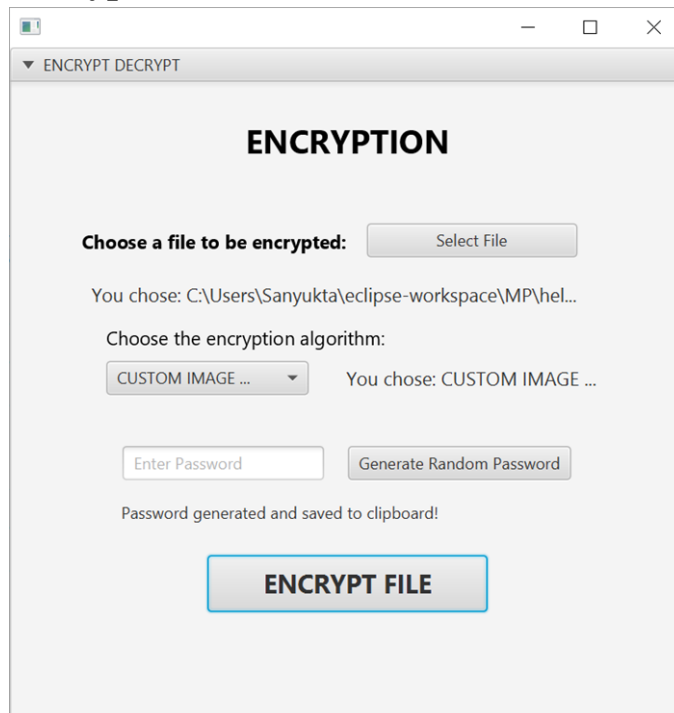 ENCRYPT DECRYPT
ENCRYPTION
Choose a file to be encrypted: Select File
You chose: C:\Users\Sanyukta\eclipse-workspace\MP\hel...
Choose the encryption algorithm:
CUSTOM IMAGE ... You chose: CUSTOM IMAGE ...
Enter Password Generate Random Password
Password generated and saved to clipboard!
ENCRYPT FILE